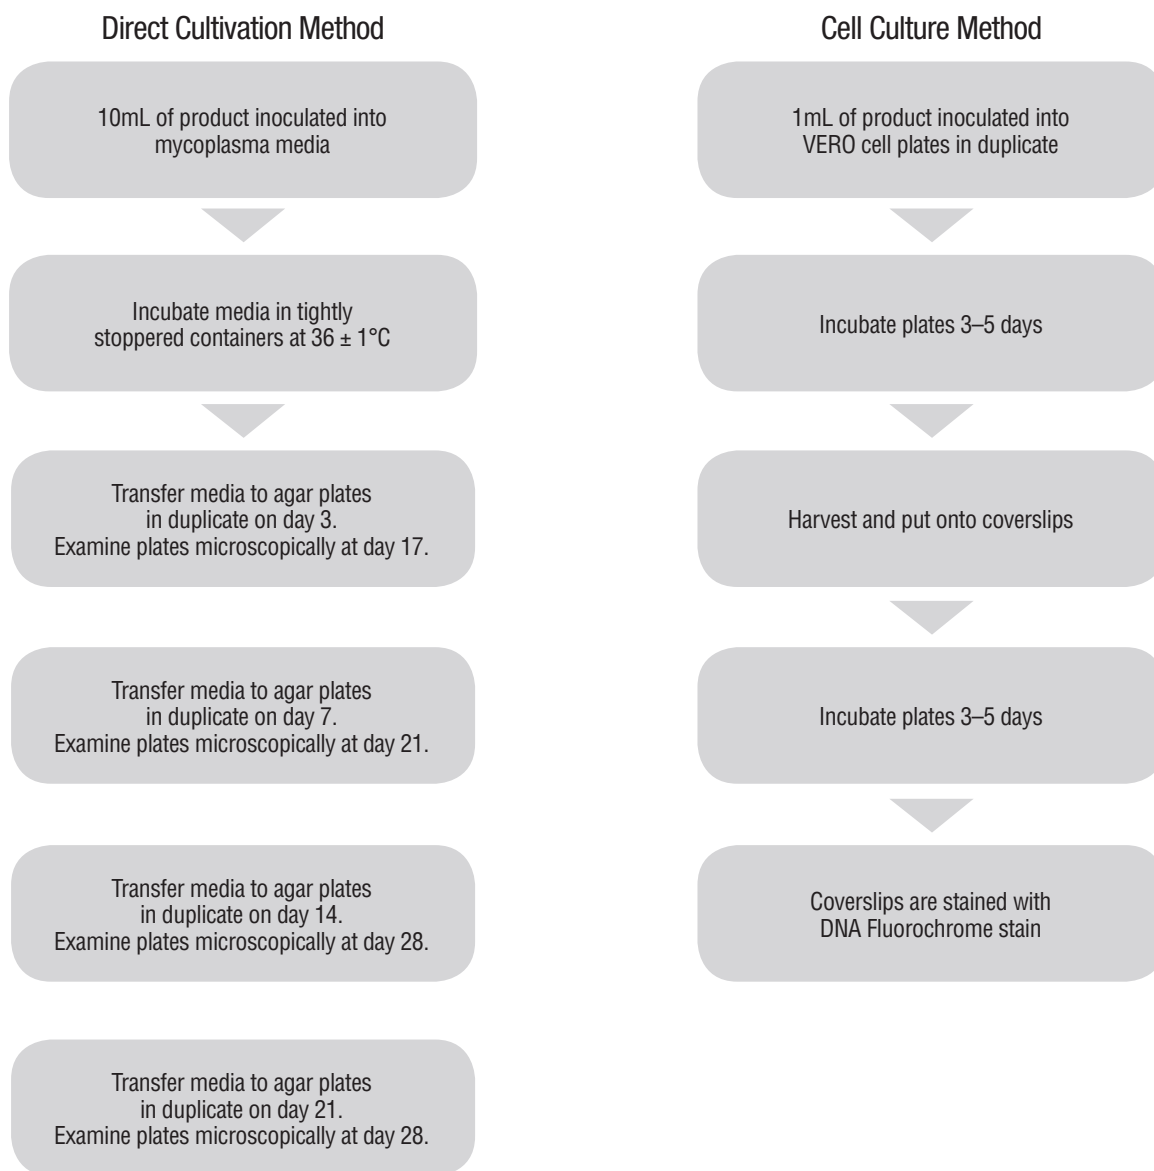 Direct Cultivation Method
10mL of product inoculated into
mycoplasma media
Incubate media in tightly
stoppered containers at 36 ± 1°C
Transfer media to agar plates
in duplicate on day 3.
Examine plates microscopically at day 17.
Transfer media to agar plates
in duplicate on day 7.
Examine plates microscopically at day 21.
Transfer media to agar plates
in duplicate on day 14.
Examine plates microscopically at day 28.
Transfer media to agar plates
in duplicate on day 21.
Examine plates microscopically at day 28.
Cell Culture Method
1mL of product inoculated into
VERO cell plates in duplicate
Incubate plates 3–5 days
Harvest and put onto coverslips
Incubate plates 3–5 days
Coverslips are stained with
DNA Fluorochrome stain